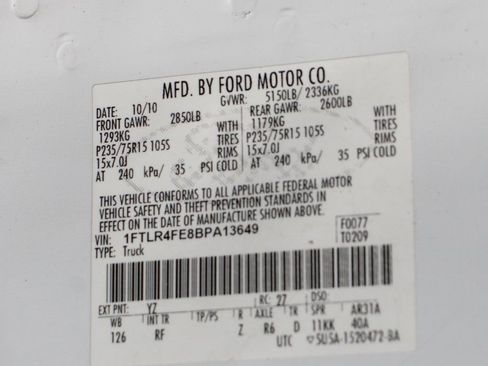 MFD. BY FORD MOTOR CO.
DATE: 10/10 GVWR: 5150LB/ 2336KG
FRONT GAWR: 2850LB REAR GAWR: 2600LB
1293KG WITH 1179KG WITH
P235/75R15 105S TIRES P235/75R15 105S TIRES
15x7.0J RIMS 15x7.0J RIMS
AT 240 kPa/ 35 PSI COLD AT 240 kPa/ 35 PSI COLD
THIS VEHICLE CONFORMS TO ALL APPLICABLE FEDERAL MOTOR
VEHICLE SAFETY AND THEFT PREVENTION STANDARDS IN
EFFECT ON THE DATE OF MANUFACTURE SHOWN ABOVE.
VIN: 1FTLR4FE8BPA13649 F0077
TYPE: Truck T0209
EXT PNT: YZ RC: 27 DSO:
WB INT TR TP/PS R AXLE TR SPR AR31A
126 RF Z R6 D 11KK 40A
UTC SUSA-1520472-BA